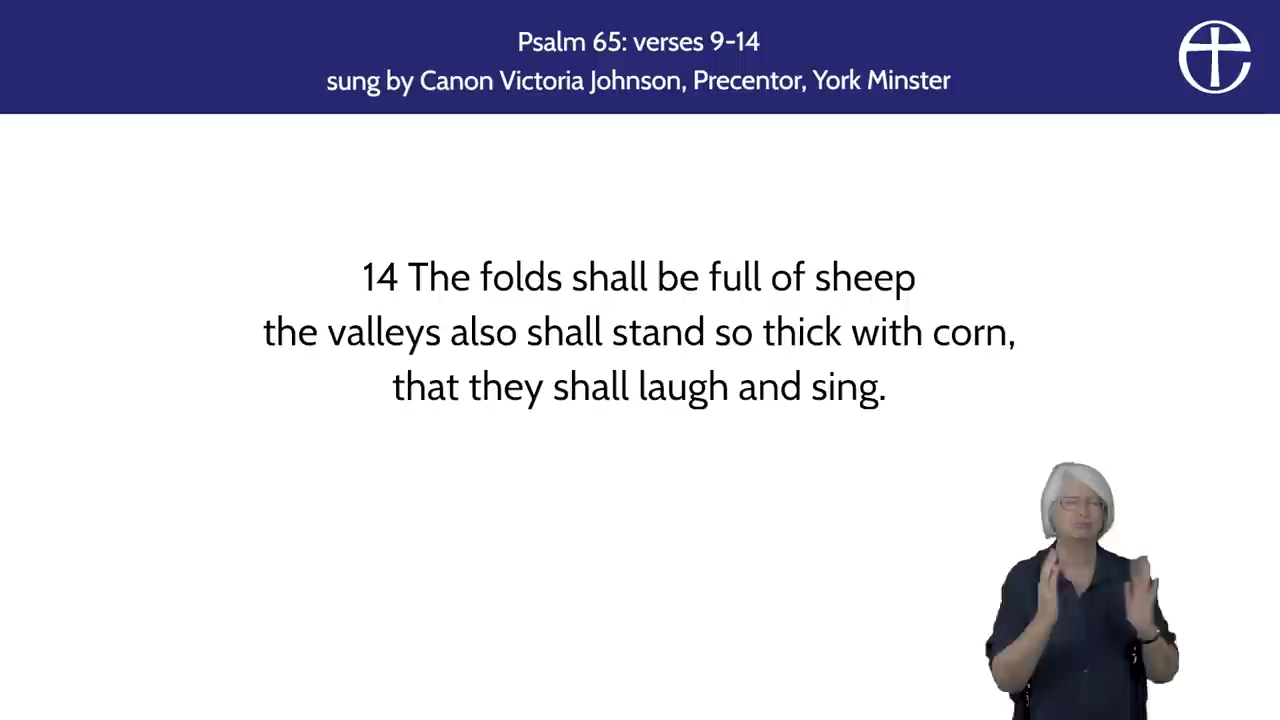 Psalm 65: verses 9-14
sung by Canon Victoria Johnson, Precentor, York Minster
14 The folds shall be full of sheep
the valleys also shall stand so thick with corn,
that they shall laugh and sing.